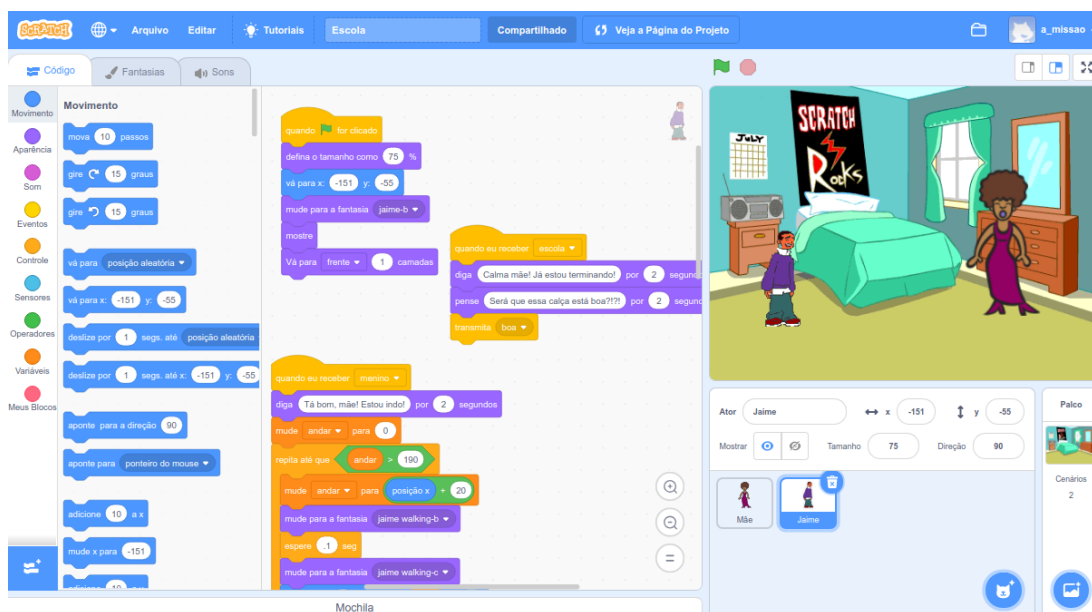 SCRATCH
Arquivo
Editar
Tutoriais
Escola
Compartilhado
Veja a Página do Projeto
a_missao
Código
Fantasias
Sons
Movimento
Aparência
Som
Eventos
Controle
Sensores
Operadores
Variáveis
Meus Blocos
Movimento
mova 10 passos
gire 15 graus
gire 15 graus
vá para posição aleatória
vá para x: -151 y: -55
deslize por 1 segs. até posição aleatória
deslize por 1 segs. até x: -151 y: -55
aponte para a direção 90
aponte para ponteiro do mouse
adicione 10 a x
mude x para -151
adicione 10 a
quando for clicado
defina o tamanho como 75 %
vá para x: -151 y: -55
mude para a fantasia jaime-b
mostre
Vá para frente 1 camadas
quando eu receber escola
diga Calma mãe! Já estou terminando! por 2 segund
pense Será que essa calça está boa?!?! por 2 segund
transmita boa
quando eu receber menino
diga Tá bom, mãe! Estou indo! por 2 segundos
mude andar para 0
repita até que andar > 190
mude andar para posição x + 20
mude para a fantasia jaime walking-b
espere .1 seg
mude para a fantasia jaime walking-c
Mochila
JULY
SCRATCH
Rocks
Ator Jaime x -151 y -55
Mostrar Tamanho 75 Direção 90
Mãe
Jaime
Palco
Cenários
2